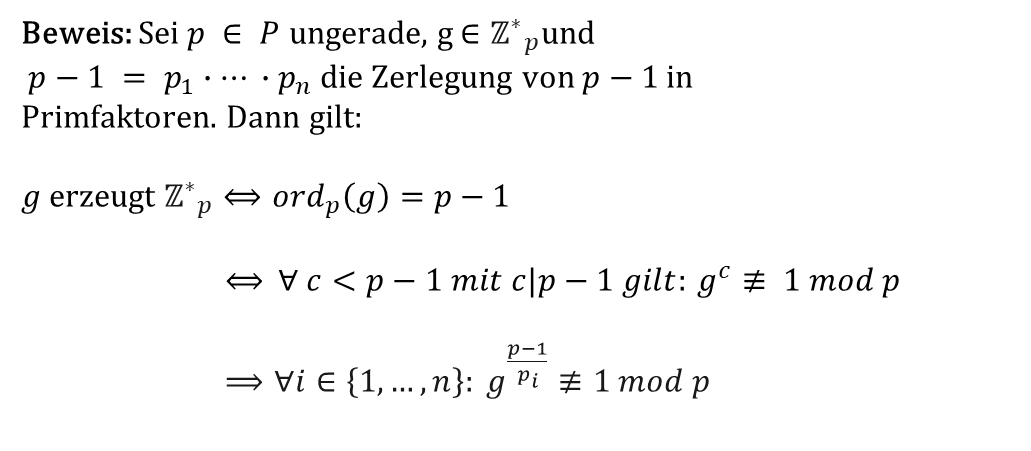 Beweis: Sei p ∈ P ungerade, g ∈ ℤ*ₚ und
p − 1 = p₁ · ⋯ · pₙ die Zerlegung von p − 1 in
Primfaktoren. Dann gilt:
g erzeugt ℤ*ₚ ⟺ ordₚ(g) = p − 1
⟺ ∀ c < p − 1 mit c|p − 1 gilt: g^c ≢ 1 mod p
⟹ ∀i ∈ {1, … , n}: g^((p−1)/pᵢ) ≢ 1 mod p